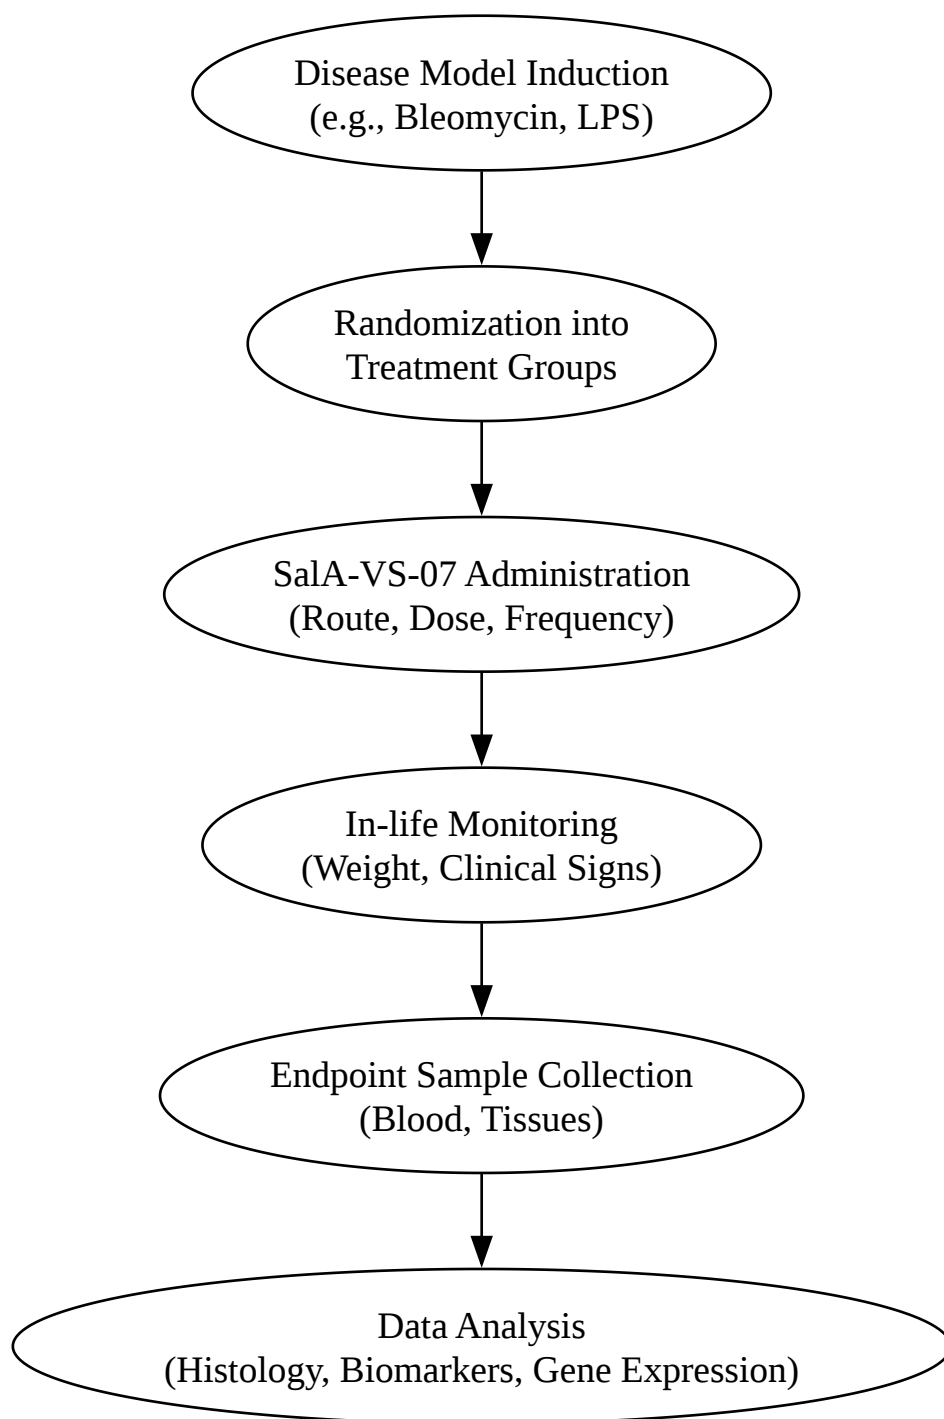 Disease Model Induction
(e.g., Bleomycin, LPS)
Randomization into
Treatment Groups
SalA-VS-07 Administration
(Route, Dose, Frequency)
In-life Monitoring
(Weight, Clinical Signs)
Endpoint Sample Collection
(Blood, Tissues)
Data Analysis
(Histology, Biomarkers, Gene Expression)